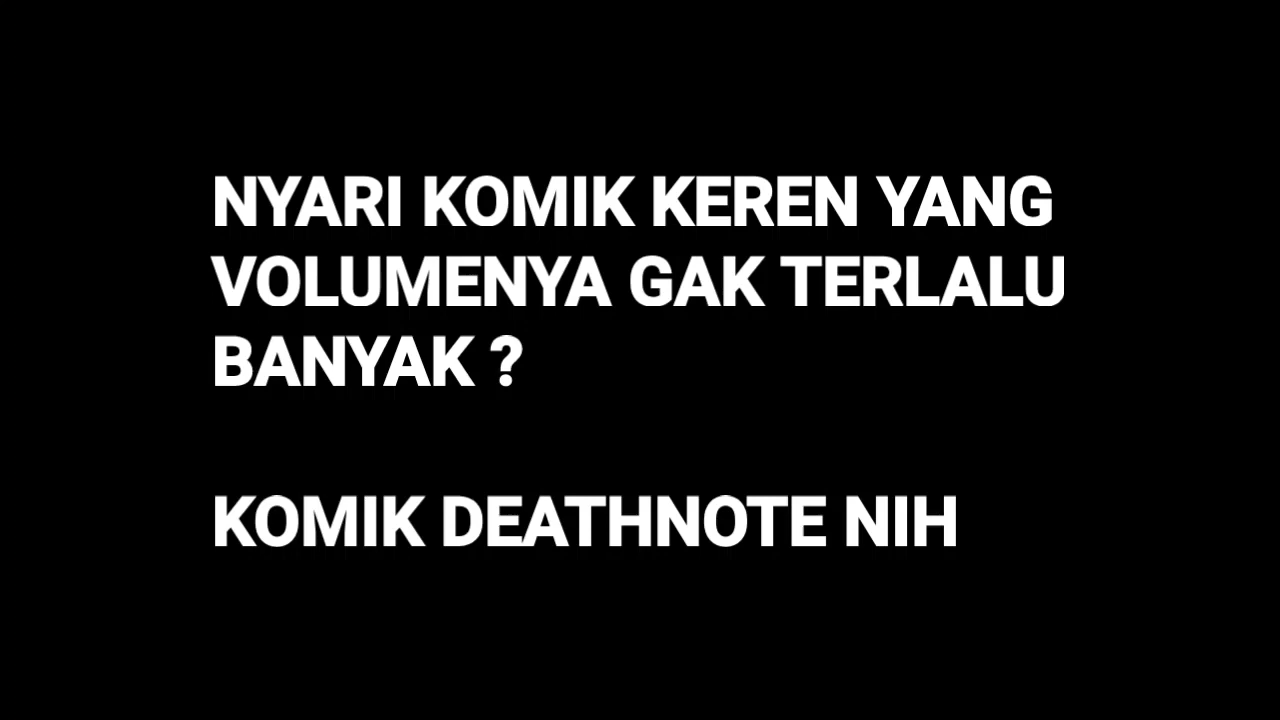 NYARI KOMIK KEREN YANG
VOLUMENYA GAK TERLALU
BANYAK ?
KOMIK DEATHNOTE NIH